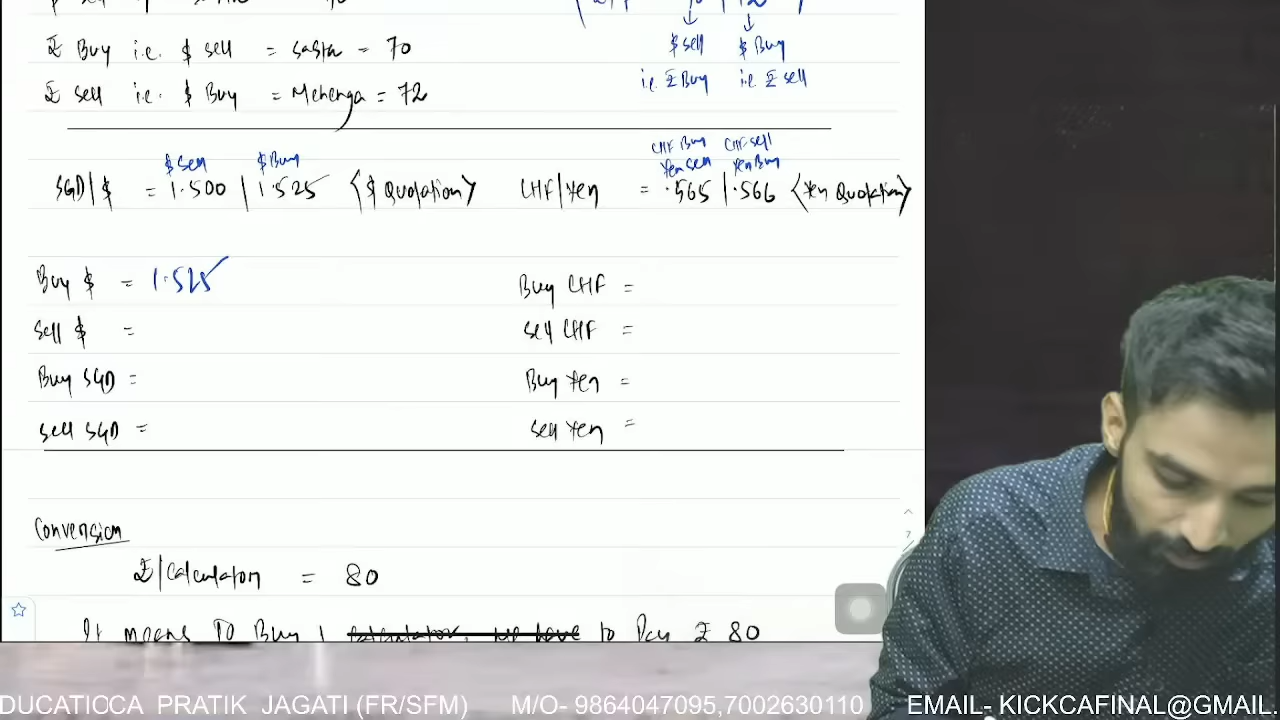 ₹ Buy i.e. $ sell = sasta = 70
$ sell $ Buy
i.e. ₹ Buy i.e. ₹ sell
₹ sell i.e. $ Buy = Mehenga = 72
$ sell $ Buy
CHF Buy CHF sell
Yen sell Yen Buy
SGD/$ = 1.500 | 1.525 <$ Quotation>
CHF/Yen = .565 | .566 <Yen Quotation>
Buy $ = 1.525
Sell $ =
Buy SGD =
Sell SGD =
Buy CHF =
Sell CHF =
Buy Yen =
Sell Yen =
Conversion
₹/Calculator = 80
It means To Buy 1 to Pay ₹ 80
DUCATIOCA PRATIK JAGATI (FR/SFM) M/O- 9864047095,7002630110 EMAIL- KICKCAFINAL@GMAIL.